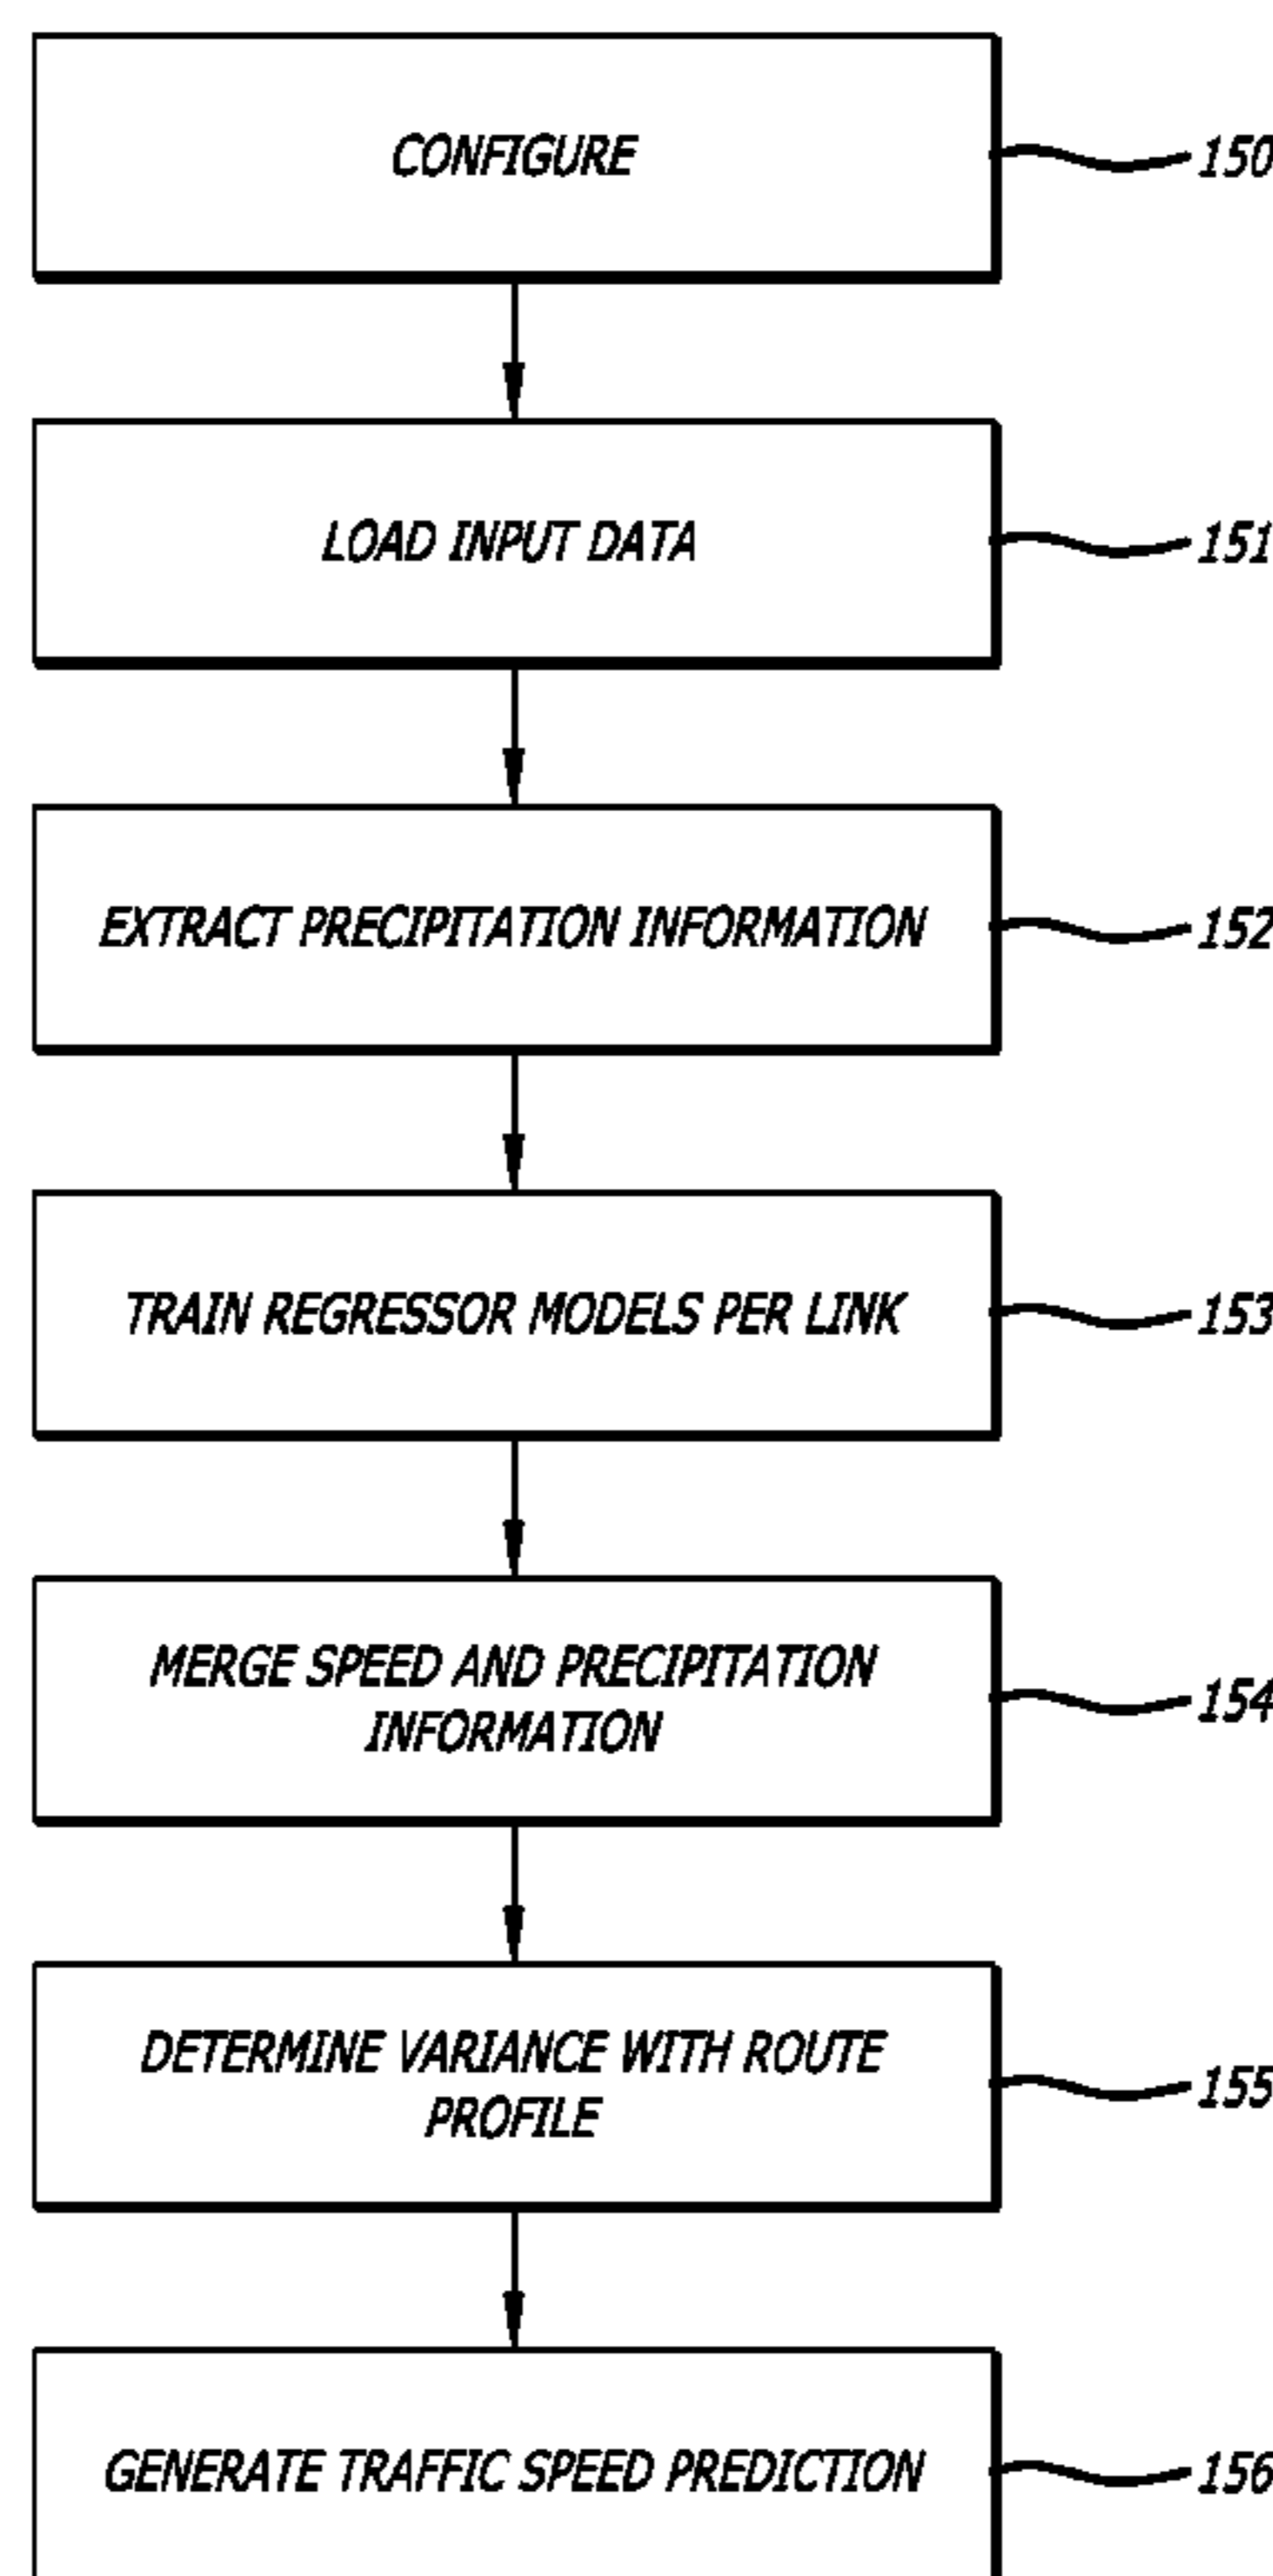 CONFIGURE
150
LOAD INPUT DATA
151
EXTRACT PRECIPITATION INFORMATION
152
TRAIN REGRESSOR MODELS PER LINK
153
MERGE SPEED AND PRECIPITATION
INFORMATION
154
DETERMINE VARIANCE WITH ROUTE
PROFILE
155
GENERATE TRAFFIC SPEED PREDICTION
156